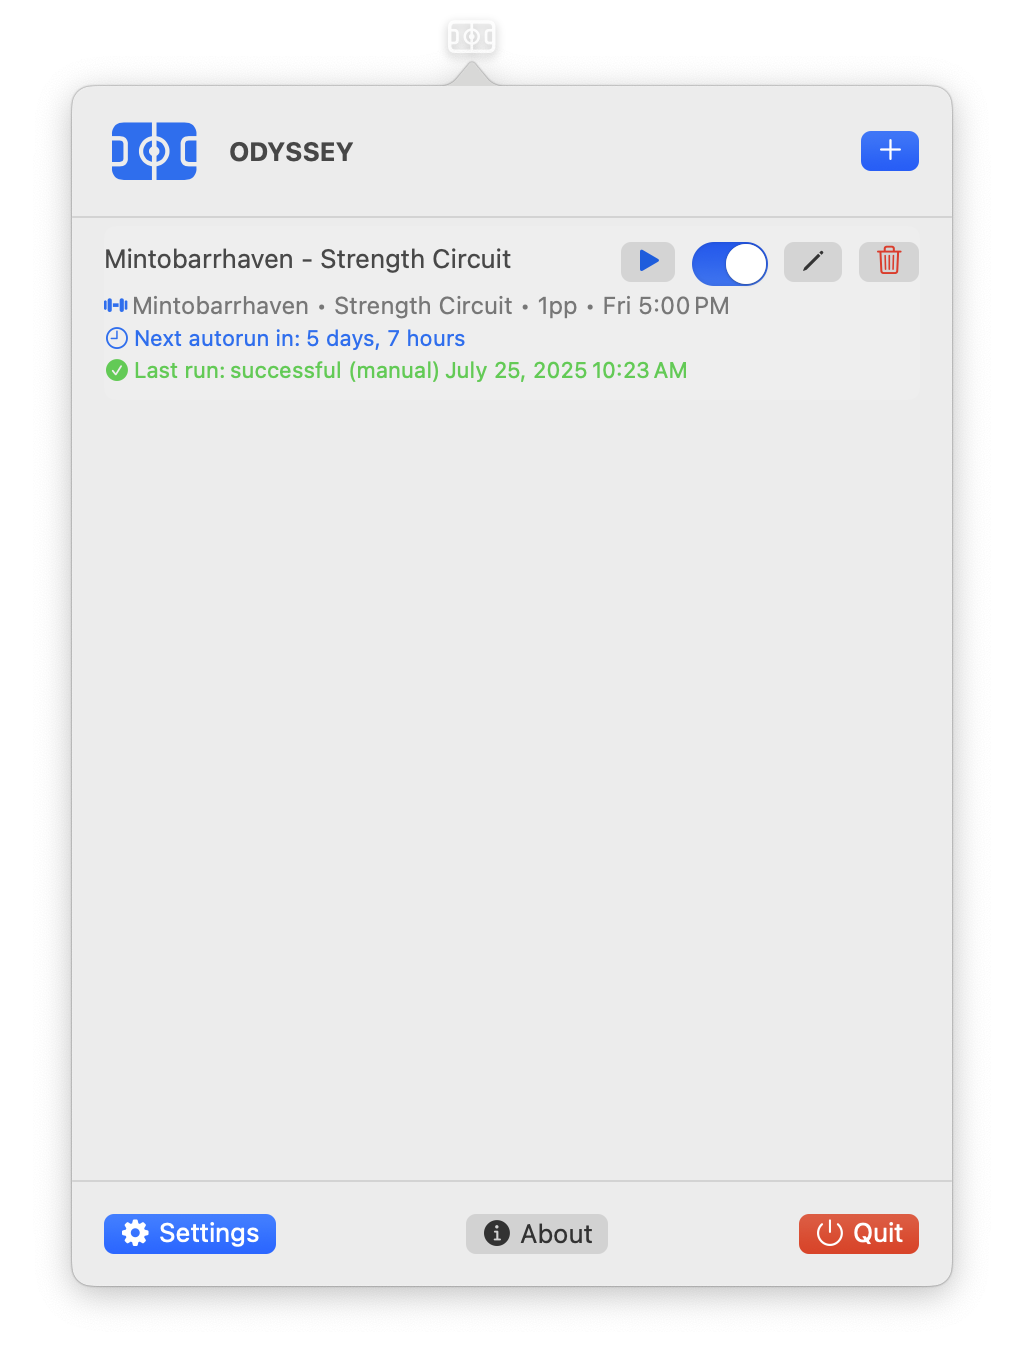 ODYSSEY
Mintobarrhaven - Strength Circuit
Mintobarrhaven • Strength Circuit • 1pp • Fri 5:00 PM
Next autorun in: 5 days, 7 hours
Last run: successful (manual) July 25, 2025 10:23 AM
Settings
About
Quit